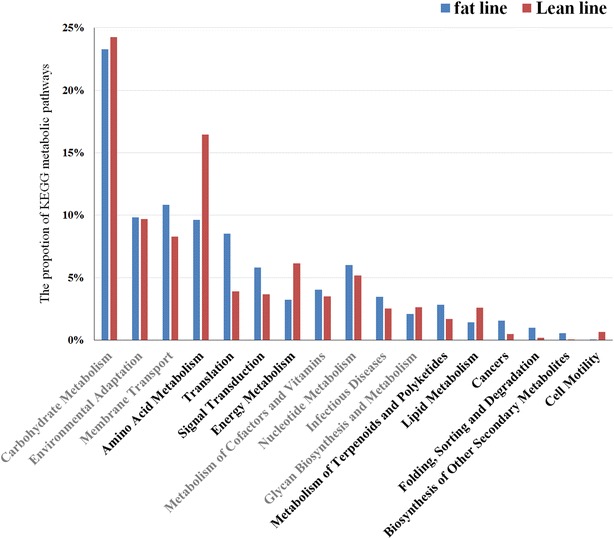 fat line
Lean line
The propotion of KEGG metabolic pathways
25%
20%
15%
10%
5%
0%
Carbohydrate Metabolism
Environmental Adaptation
Membrane Transport
Amino Acid Metabolism
Translation
Signal Transduction
Energy Metabolism
Metabolism of Cofactors and Vitamins
Nucleotide Metabolism
Infectious Diseases
Glycan Biosynthesis and Metabolism
Metabolism of Terpenoids and Polyketides
Lipid Metabolism
Cancers
Folding, Sorting and Degradation
Biosynthesis of Other Secondary Metabolites
Cell Motility